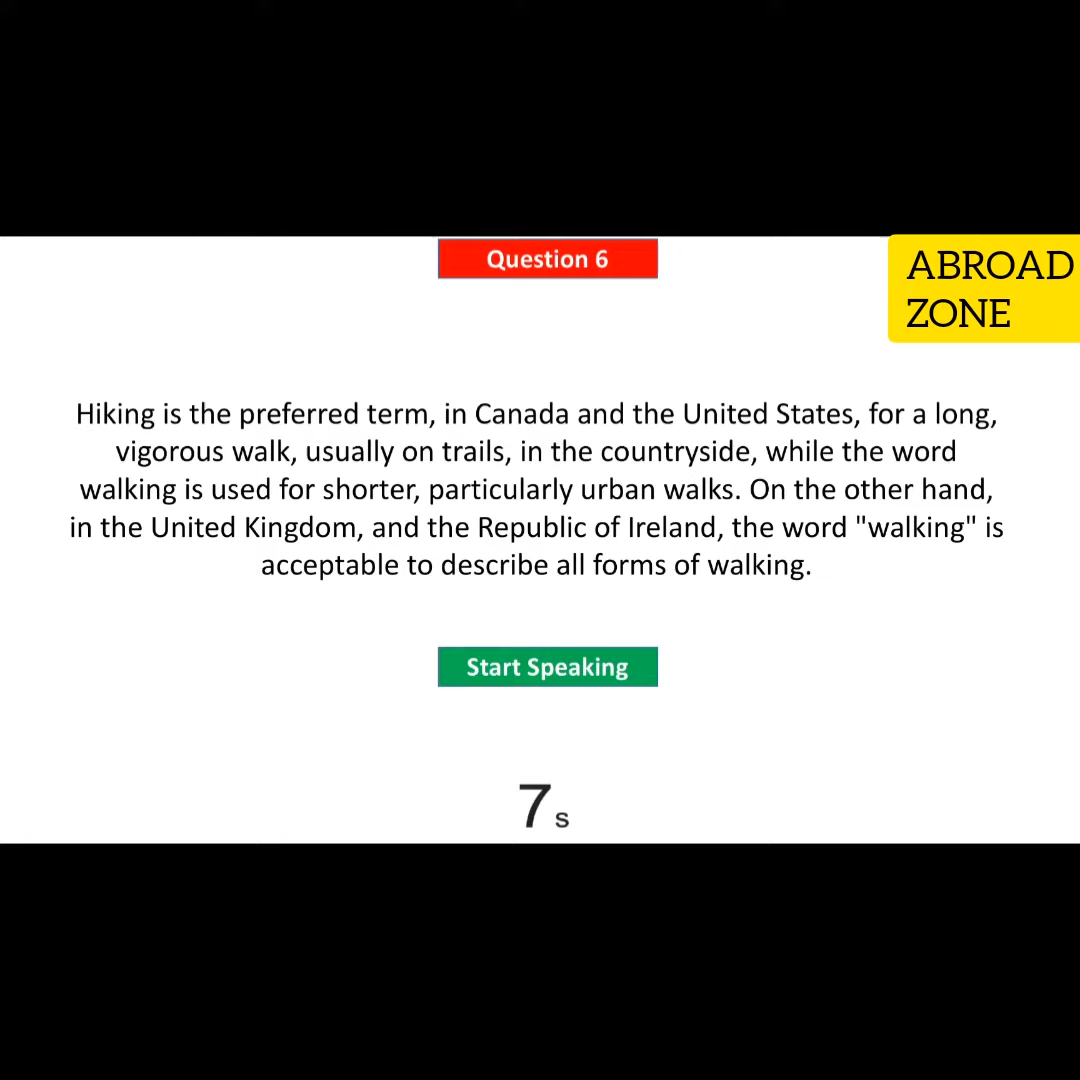 Question 6
ABROAD
ZONE
Hiking is the preferred term, in Canada and the United States, for a long,
vigorous walk, usually on trails, in the countryside, while the word
walking is used for shorter, particularly urban walks. On the other hand,
in the United Kingdom, and the Republic of Ireland, the word "walking" is
acceptable to describe all forms of walking.
Start Speaking
7 s